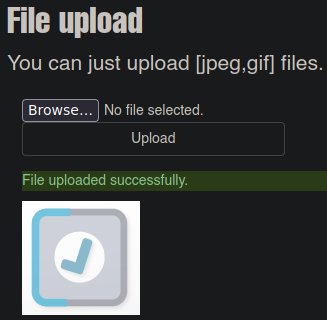 File upload
You can just upload [jpeg,gif] files.
Browse... No file selected.
Upload
File uploaded successfully.